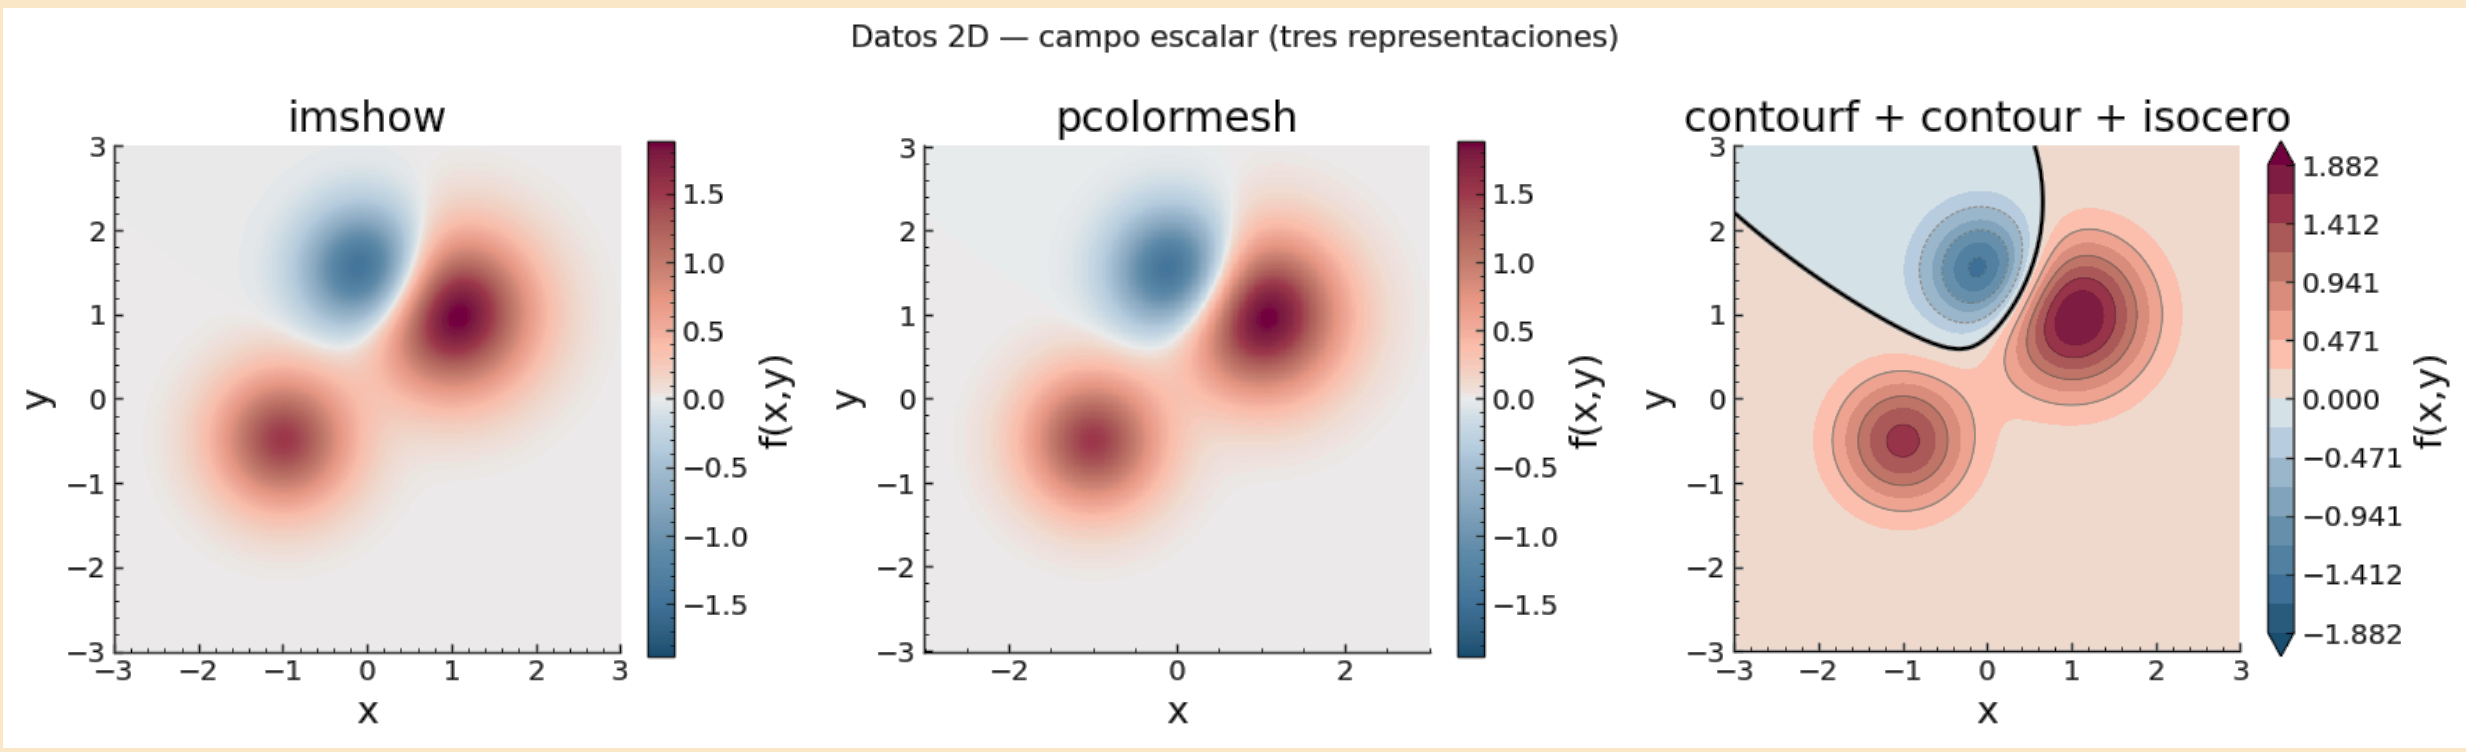 Datos 2D — campo escalar (tres representaciones)
imshow
3
2
1
0
−1
−2
−3
y
−3 −2 −1 0 1 2 3
x
1.5
1.0
0.5
0.0
−0.5
−1.0
−1.5
f(x,y)
pcolormesh
3
2
1
0
−1
−2
−3
y
−2 0 2
x
1.5
1.0
0.5
0.0
−0.5
−1.0
−1.5
f(x,y)
contourf + contour + isocero
3
2
1
0
−1
−2
−3
y
−3 −2 −1 0 1 2 3
x
1.882
1.412
0.941
0.471
0.000
−0.471
−0.941
−1.412
−1.882
f(x,y)